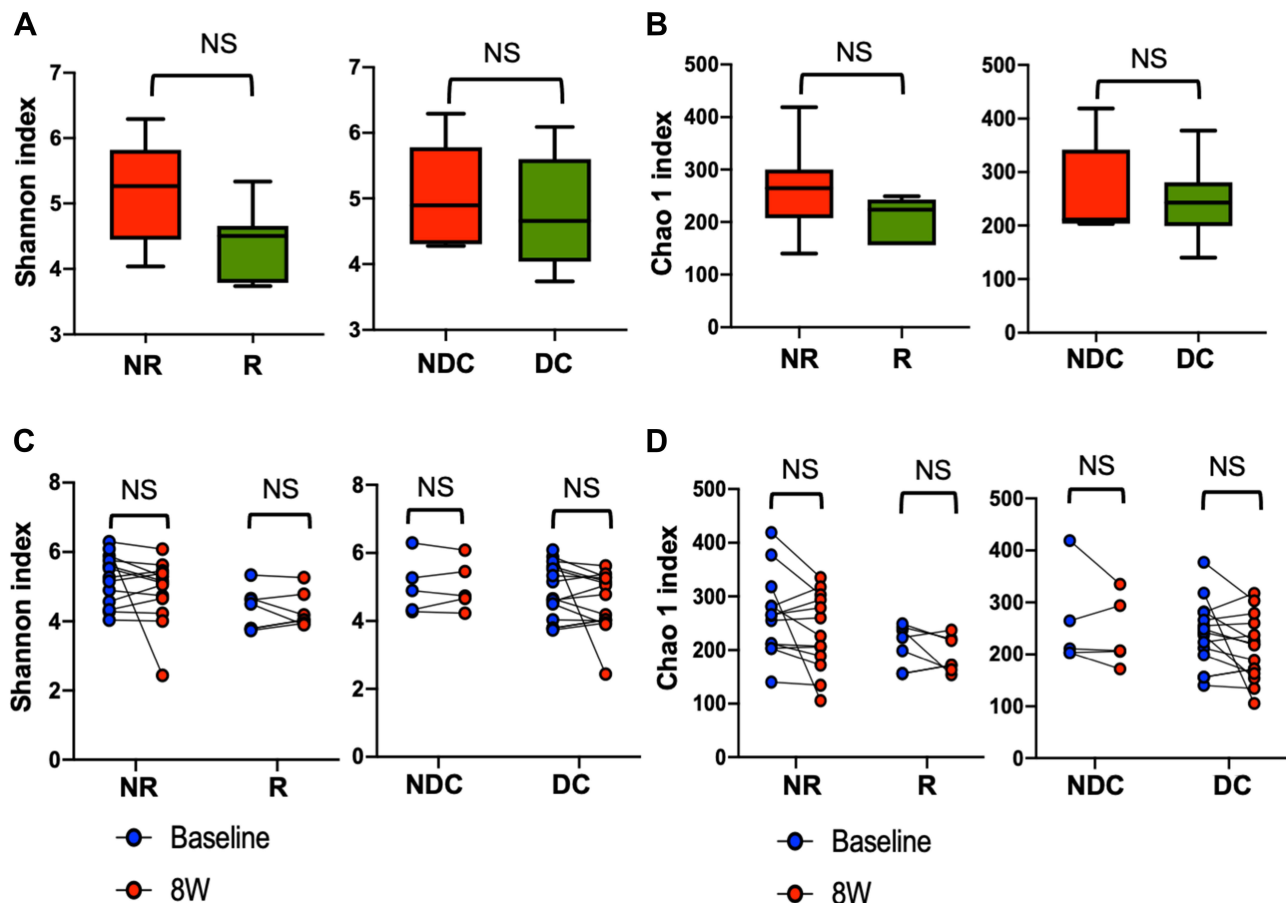 A
B
NS
NS
NS
NS
Shannon index
7
6
5
4
3
NR
R
7
6
5
4
3
NDC
DC
Chao 1 index
500
400
300
200
100
0
NR
R
500
400
300
200
100
0
NDC
DC
C
D
NS
NS
NS
NS
NS
NS
NS
NS
Shannon index
8
6
4
2
0
NR
R
8
6
4
2
0
NDC
DC
Chao 1 index
500
400
300
200
100
0
NR
R
500
400
300
200
100
0
NDC
DC
Baseline
8W
Baseline
8W